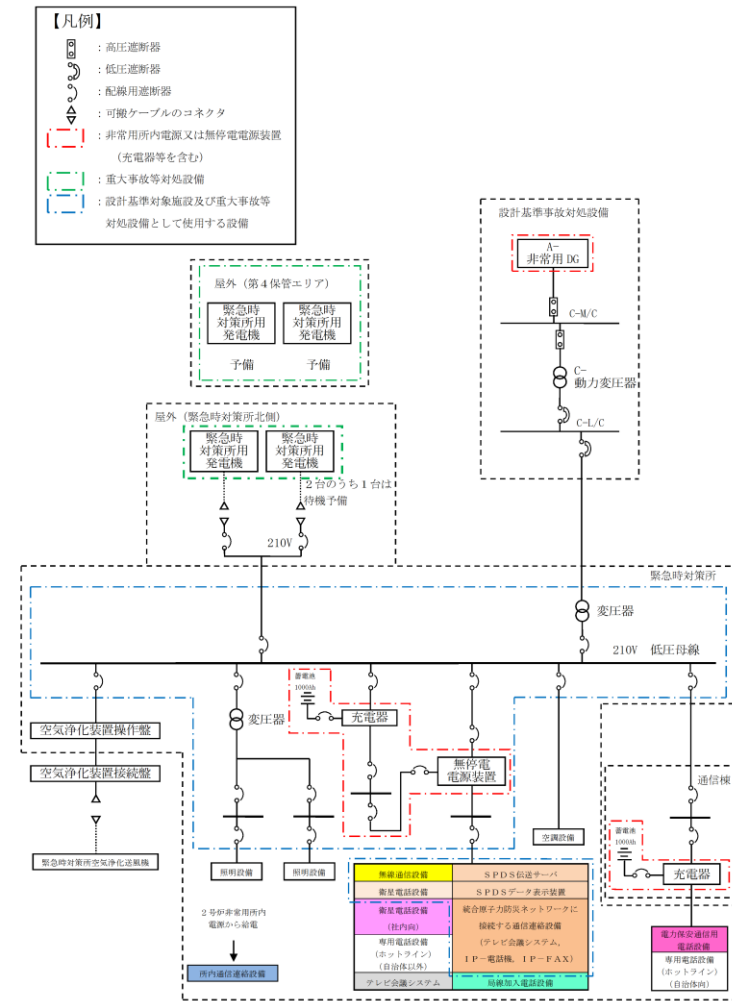 【凡例】
：高圧遮断器
：低圧遮断器
：配線用遮断器
：可搬ケーブルのコネクタ
：非常用所内電源又は無停電電源装置
（充電器等を含む）
：重大事故等対処設備
：設計基準対象施設及び重大事故等
対処設備として使用する設備
設計基準事故対処設備
A-
非常用 DG
C-M/C
C-
動力変圧器
C-L/C
屋外（第４保管エリア）
緊急時
対策所用
発電機
緊急時
対策所用
発電機
予備
予備
屋外（緊急時対策所北側）
緊急時
対策所用
発電機
緊急時
対策所用
発電機
２台のうち１台は
待機予備
210V
緊急時対策所
変圧器
210V 低圧母線
空気浄化装置操作盤
空気浄化装置接続盤
緊急時対策所空気浄化送風機
変圧器
照明設備
照明設備
蓄電池
1000Ah
充電器
無停電
電源装置
空調設備
通信棟
蓄電池
1000Ah
充電器
２号炉非常用所内
電源から給電
所内通信連絡設備
無線通信設備
衛星電話設備
衛星電話設備
（社内向）
専用電話設備
（ホットライン）
（自治体以外）
テレビ会議システム
ＳＰＤＳ伝送サーバ
ＳＰＤＳデータ表示装置
統合原子力防災ネットワークに
接続する通信連絡設備
（テレビ会議システム,
ＩＰ－電話機, ＩＰ－ＦＡＸ）
局線加入電話設備
電力保安通信用
電話設備
専用電話設備
（ホットライン）
（自治体向）